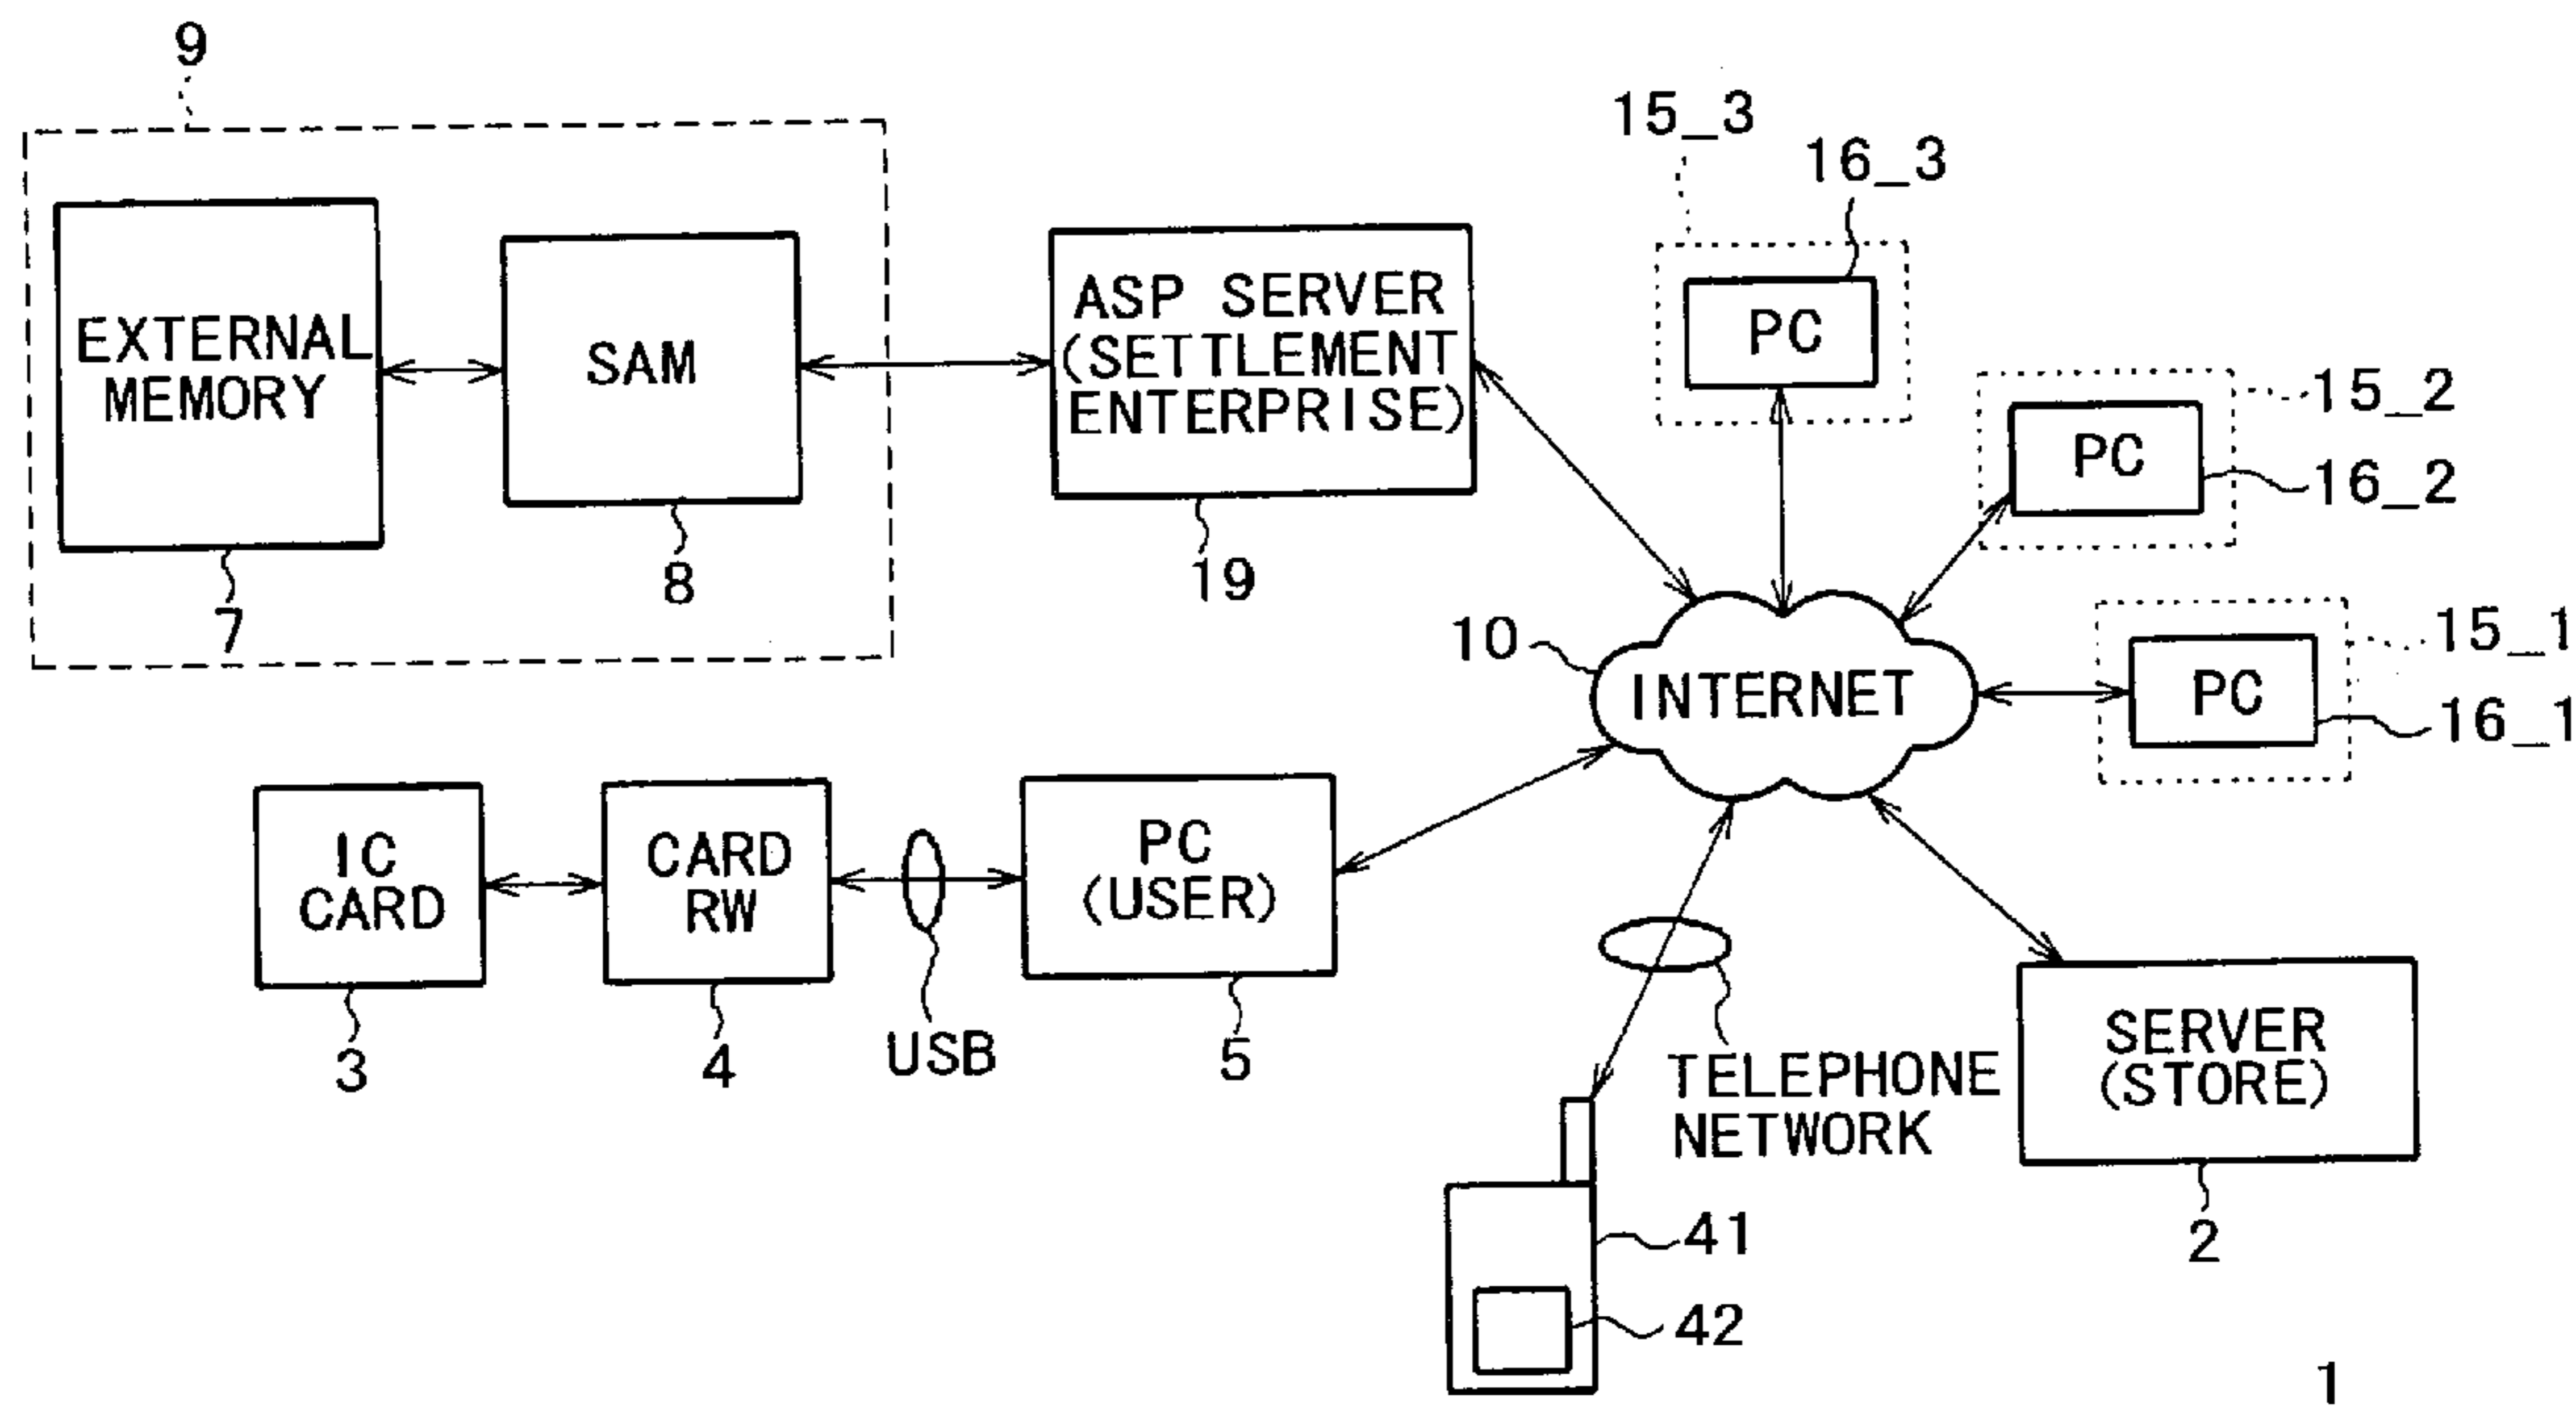 9
15_3
16_3
EXTERNAL
MEMORY
SAM
ASP SERVER
(SETTLEMENT
ENTERPRISE)
PC
15_2
PC
16_2
7
8
19
10
INTERNET
15_1
PC
16_1
IC
CARD
CARD
RW
PC
(USER)
3
4
USB
5
TELEPHONE
NETWORK
SERVER
(STORE)
2
41
42
1